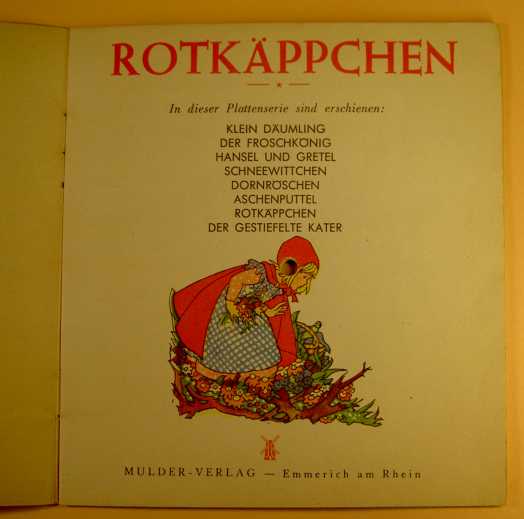 ROTKÄPPCHEN
In dieser Plattenserie sind erschienen:
KLEIN DÄUMLING
DER FROSCHKÖNIG
HANSEL UND GRETEL
SCHNEEWITTCHEN
DORNRÖSCHEN
ASCHENPUTTEL
ROTKÄPPCHEN
DER GESTIEFELTE KATER
MULDER-VERLAG — Emmerich am Rhein